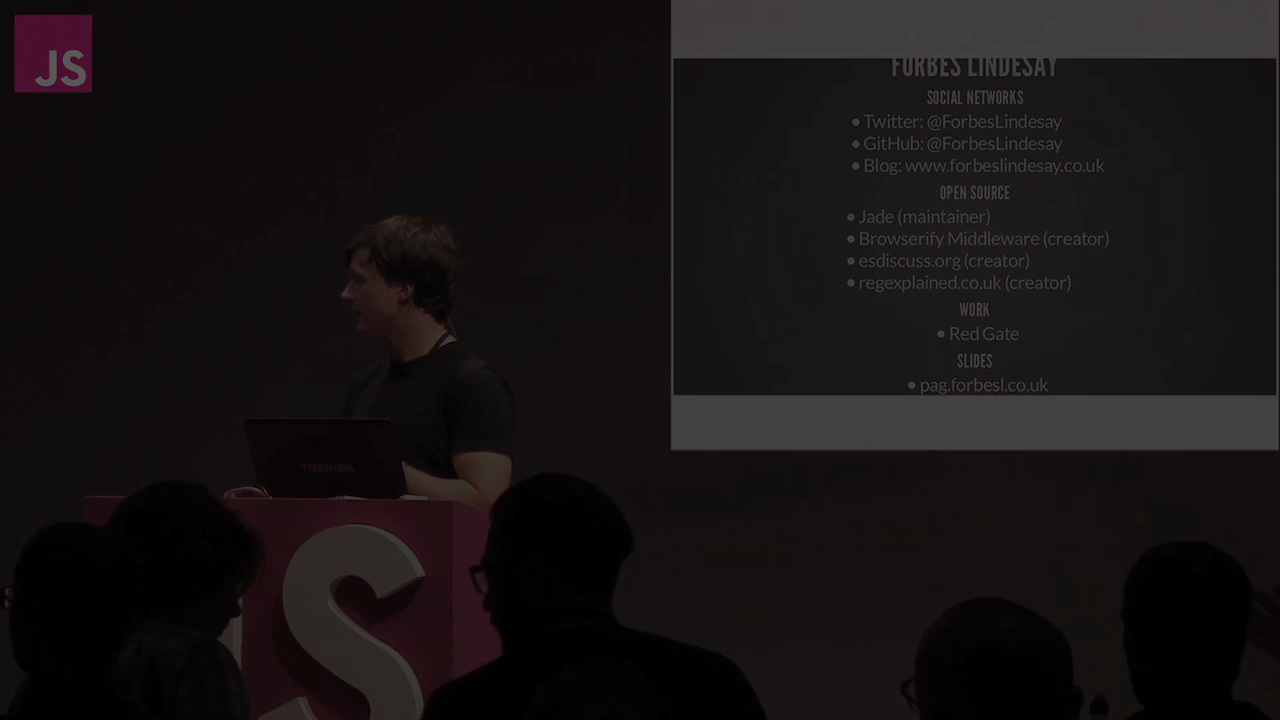 JS
FORBES LINDESAY
SOCIAL NETWORKS
• Twitter: @ForbesLindesay
• GitHub: @ForbesLindesay
• Blog: www.forbeslindesay.co.uk
OPEN SOURCE
• Jade (maintainer)
• Browserify Middleware (creator)
• esdiscuss.org (creator)
• regexplained.co.uk (creator)
WORK
• Red Gate
SLIDES
• pag.forbesl.co.uk
TOSHIBA
S